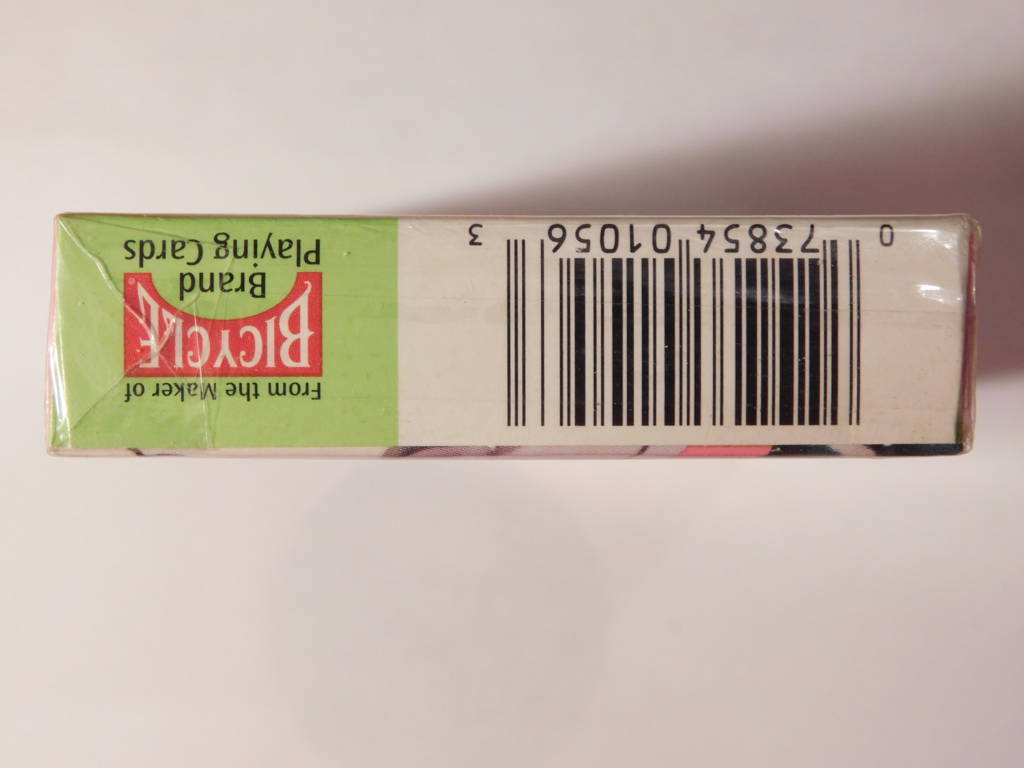 From the Maker of
BICYCLE®
Brand
Playing Cards
0 73854 01056 3